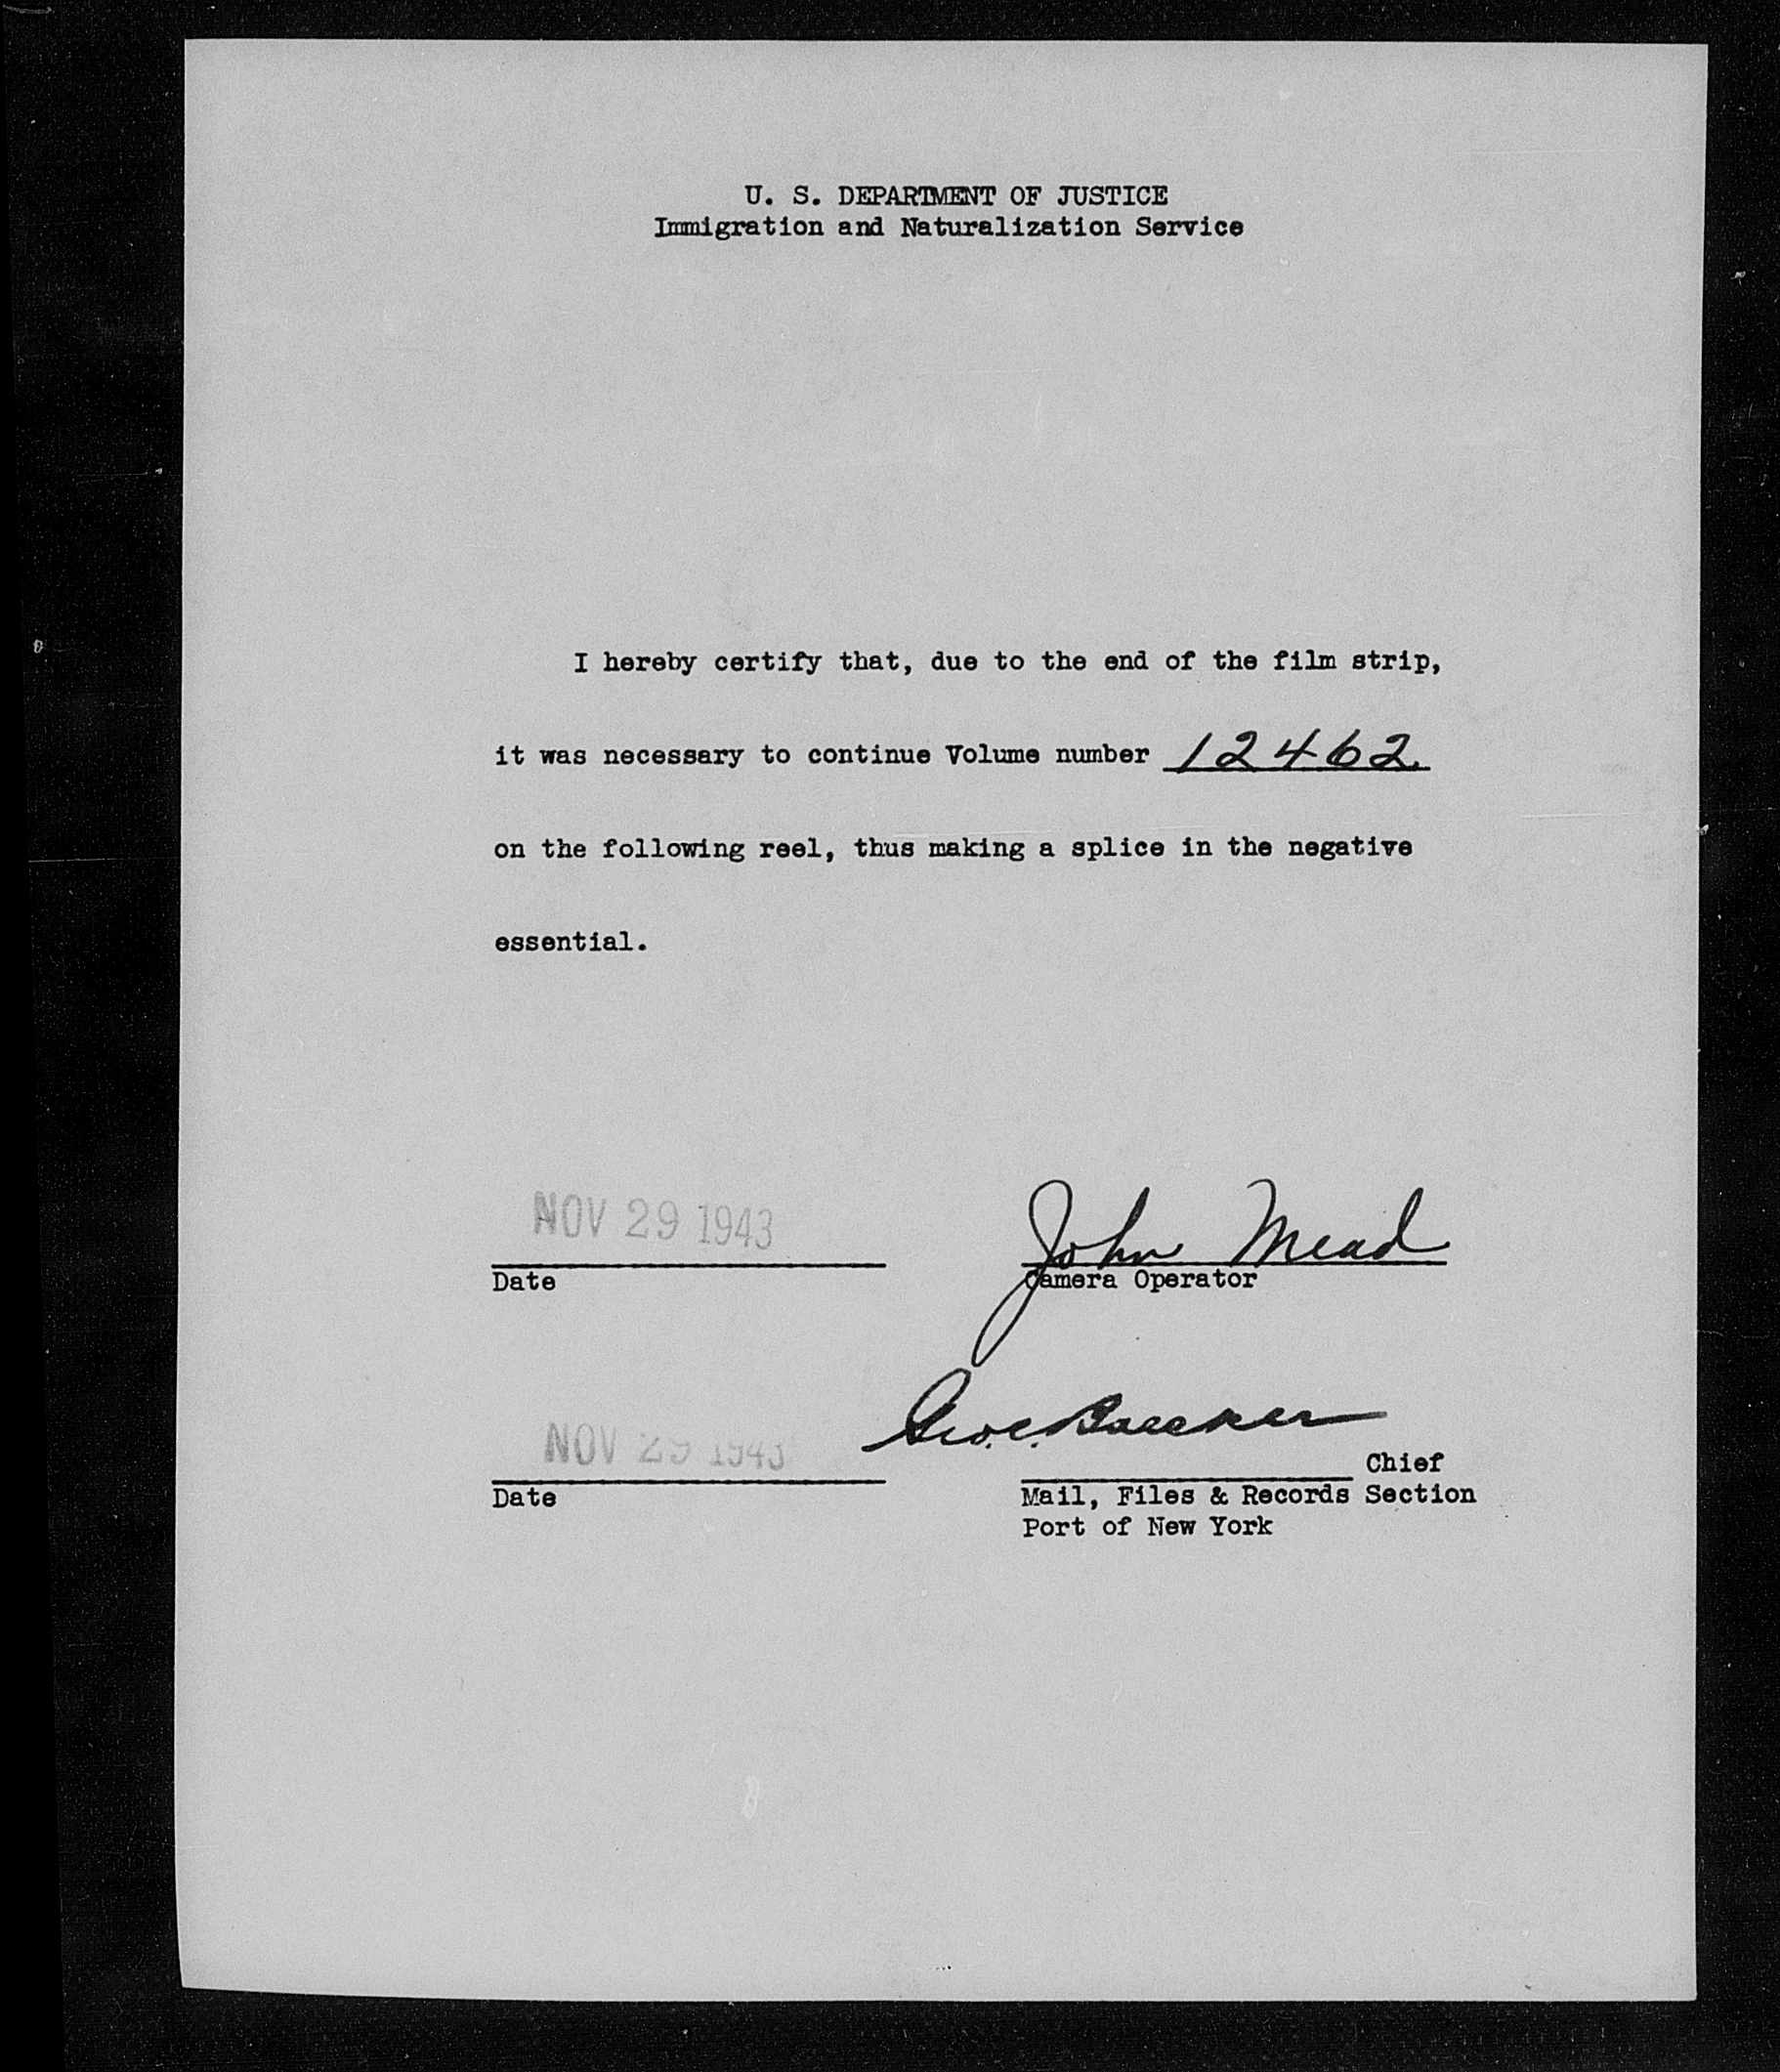 U. S. DEPARTMENT OF JUSTICE
Immigration and Naturalization Service
I hereby certify that, due to the end of the film strip,
it was necessary to continue Volume number 12462
on the following reel, thus making a splice in the negative
essential.
NOV 29 1943 John Mead
Date Camera Operator
NOV 29 1943 Geo. C. Baecker
Chief
Date Mail, Files & Records Section
Port of New York